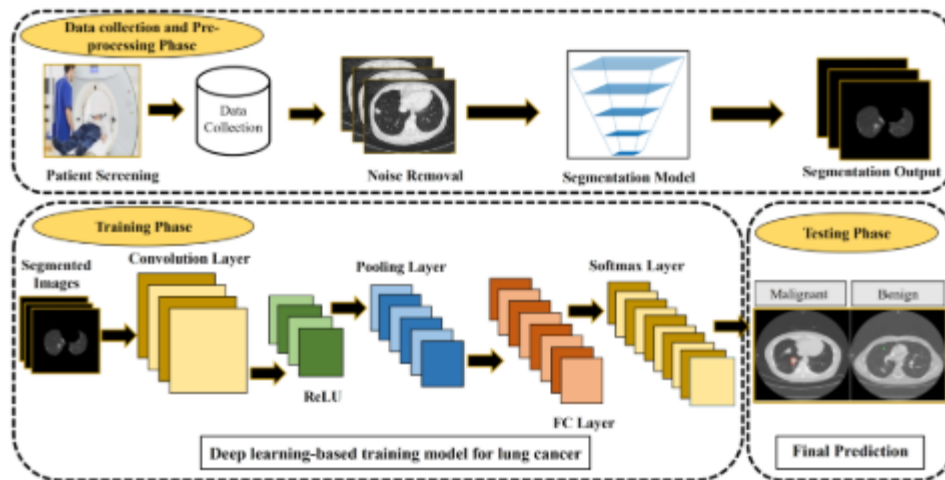 Data collection and Pre-
processing Phase
Data
Collection
Patient Screening
Noise Removal
Segmentation Model
Segmentation Output
Training Phase
Segmented
Images
Convolution Layer
ReLU
Pooling Layer
FC Layer
Softmax Layer
Deep learning-based training model for lung cancer
Testing Phase
Malignant
Benign
Final Prediction